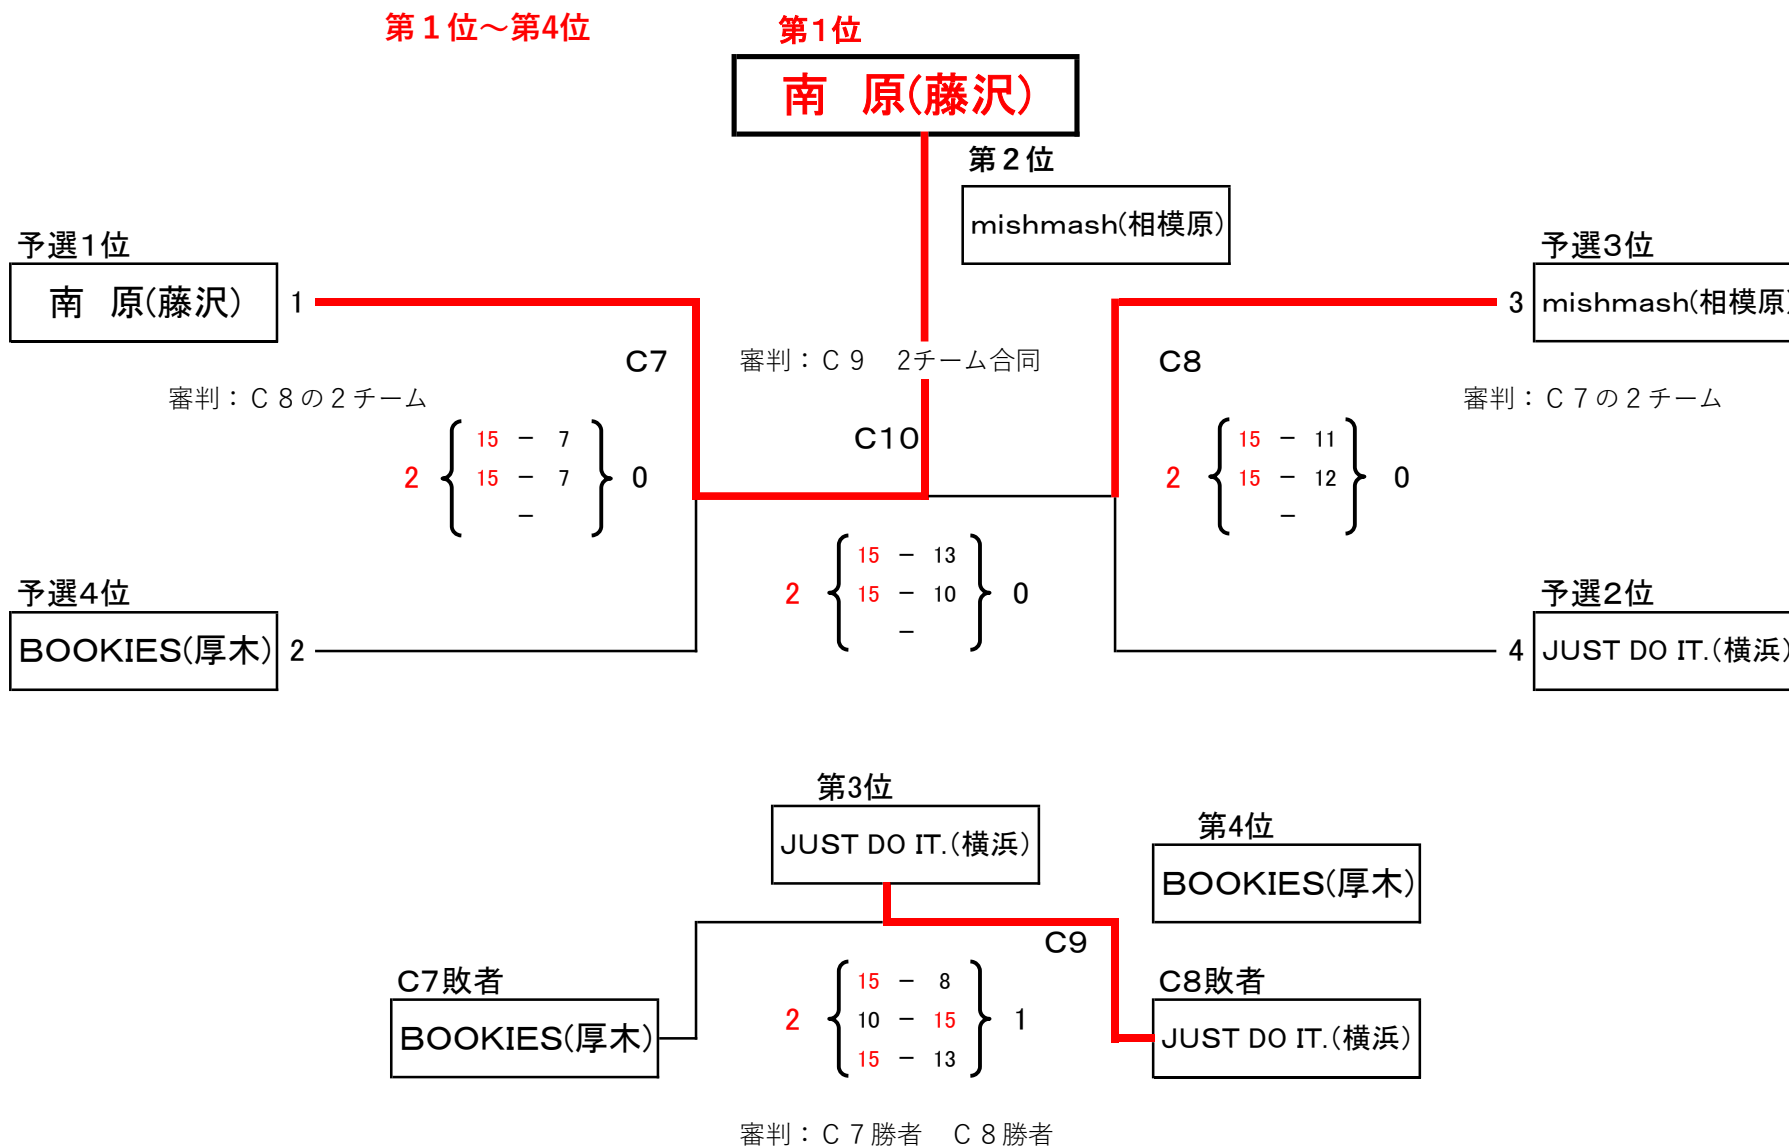 第１位～第4位
第1位
南　原(藤沢)
第２位
mishmash(相模原)
予選1位
南　原(藤沢)
1
予選3位
3
mishmash(相模原)
C7
審判：Ｃ９　2チーム合同
C8
審判：Ｃ８の２チーム
審判：Ｃ７の２チーム
C10
2
15 － 7
15 － 7
－
0
2
15 － 11
15 － 12
－
0
2
15 － 13
15 － 10
－
0
予選4位
BOOKIES(厚木)
2
予選2位
4
JUST DO IT.(横浜)
第3位
JUST DO IT.(横浜)
第4位
BOOKIES(厚木)
C9
C7敗者
BOOKIES(厚木)
2
15 － 8
10 － 15
15 － 13
1
C8敗者
JUST DO IT.(横浜)
審判：Ｃ７勝者　Ｃ８勝者